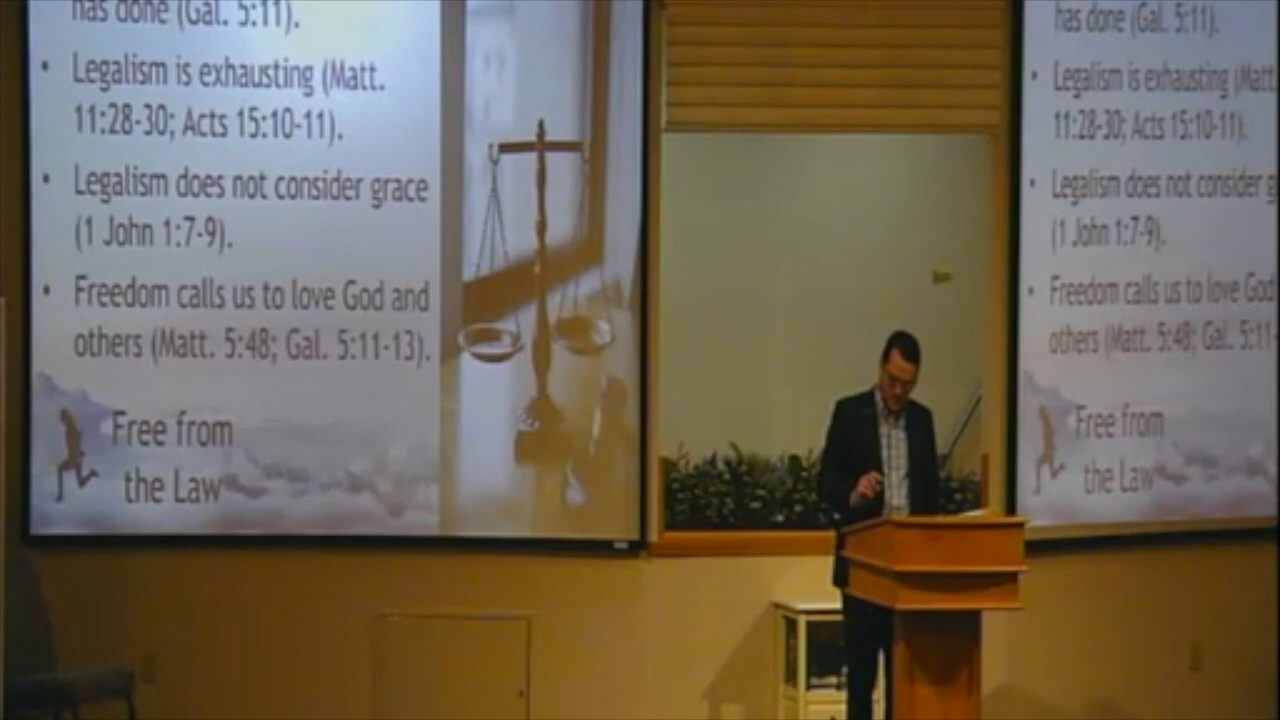 has done (Gal. 5:11).
• Legalism is exhausting (Matt.
11:28-30; Acts 15:10-11).
• Legalism does not consider grace
(1 John 1:7-9).
• Freedom calls us to love God and
others (Matt. 5:48; Gal. 5:11-13).
Free from
the Law
has done (Gal. 5:11).
• Legalism is exhausting (Matt
11:28-30; Acts 15:10-11).
• Legalism does not consider g
(1 John 1:7-9).
• Freedom calls us to love God
others (Matt. 5:48; Gal. 5:11-
Free from
the Law